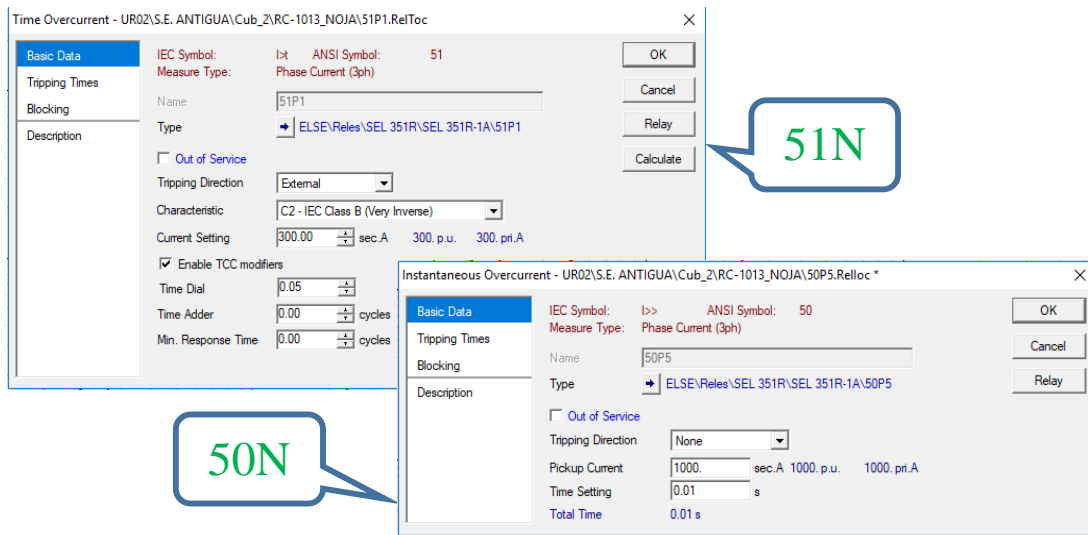 Time Overcurrent - UR02\S.E. ANTIGUA\Cub_2\RC-1013_NOJA\51P1.RelToc
Basic Data
Tripping Times
Blocking
Description
IEC Symbol: I>t ANSI Symbol: 51
Measure Type: Phase Current (3ph)
Name 51P1
Type ELSE\Reles\SEL 351R\SEL 351R-1A\51P1
Out of Service
Tripping Direction External
Characteristic C2 - IEC Class B (Very Inverse)
Current Setting 300.00 sec.A 300. p.u. 300. pri.A
Enable TCC modifiers
Time Dial 0.05
Time Adder 0.00 cycles
Min. Response Time 0.00 cycles
OK
Cancel
Relay
Calculate
51N
Instantaneous Overcurrent - UR02\S.E. ANTIGUA\Cub_2\RC-1013_NOJA\50P5.Relloc *
Basic Data
Tripping Times
Blocking
Description
IEC Symbol: I>> ANSI Symbol: 50
Measure Type: Phase Current (3ph)
Name 50P5
Type ELSE\Reles\SEL 351R\SEL 351R-1A\50P5
Out of Service
Tripping Direction None
Pickup Current 1000. sec.A 1000. p.u. 1000. pri.A
Time Setting 0.01 s
Total Time 0.01 s
OK
Cancel
Relay
50N